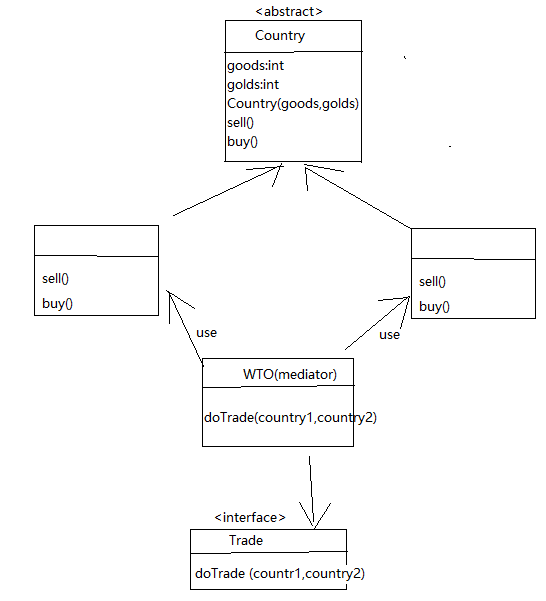 <abstract>
Country
goods:int
golds:int
Country(goods,golds)
sell()
buy()
sell()
buy()
sell()
buy()
use
use
WTO(mediator)
doTrade(country1,country2)
<interface>
Trade
doTrade (countr1,country2)